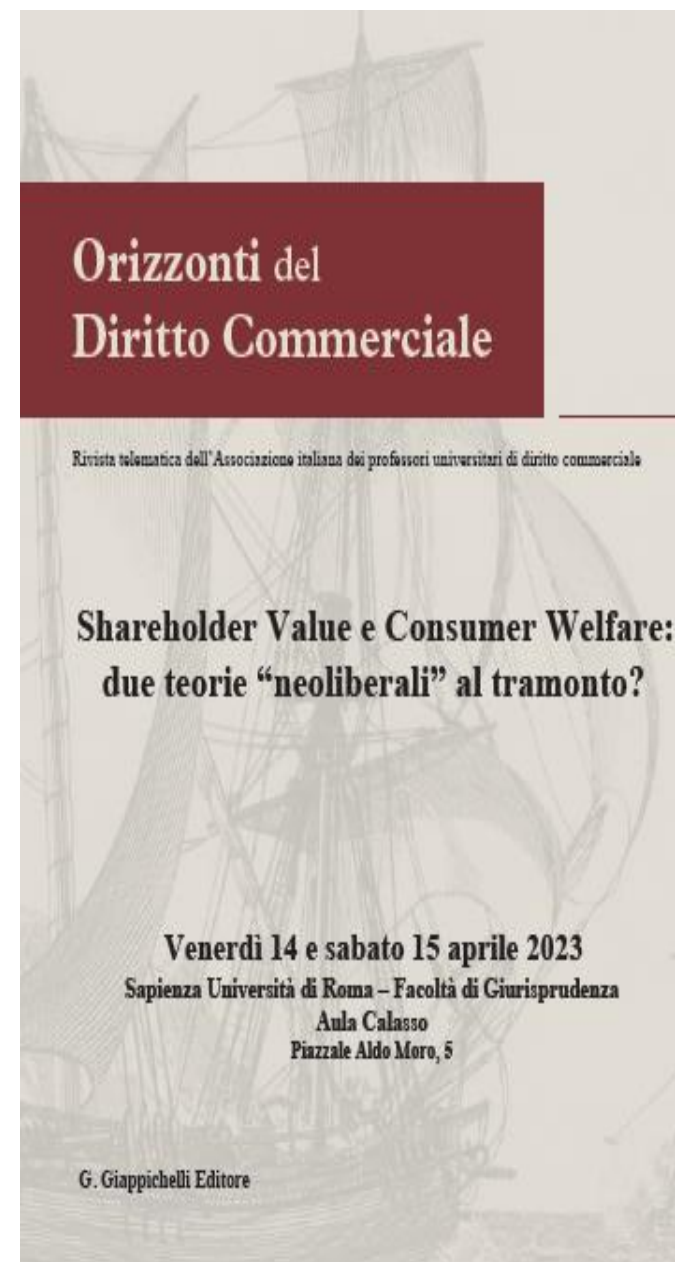 Orizzonti del
Diritto Commerciale
Rivista telematica dell'Associazione italiana dei professori universitari di diritto commerciale
Shareholder Value e Consumer Welfare:
due teorie “neoliberali” al tramonto?
Venerdì 14 e sabato 15 aprile 2023
Sapienza Università di Roma – Facoltà di Giurisprudenza
Aula Calasso
Piazzale Aldo Moro, 5
G. Giappichelli Editore